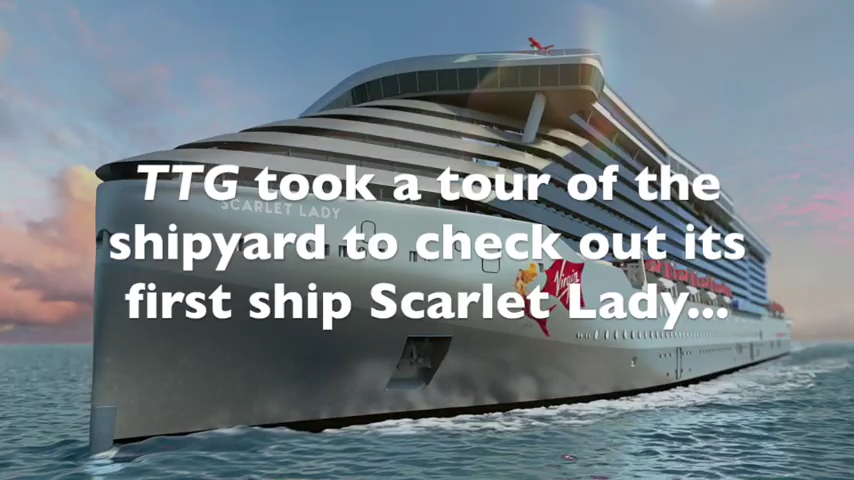 TTG took a tour of the
SCARLET LADY
shipyard to check out its
first ship Scarlet Lady...
Virgin